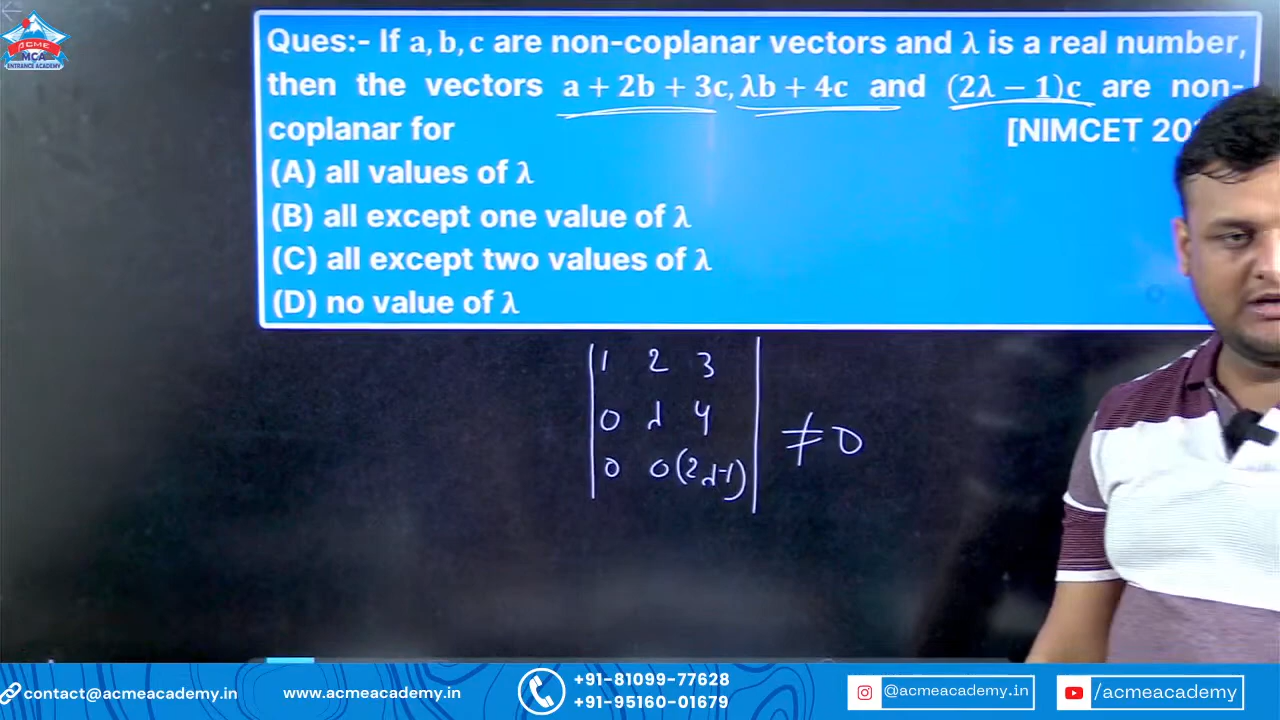 ACME
MCA
ENTRANCE ACADEMY
Ques:- If a, b, c are non-coplanar vectors and λ is a real number,
then the vectors a + 2b + 3c, λb + 4c and (2λ − 1)c are non-
coplanar for [NIMCET
(A) all values of λ
(B) all except one value of λ
(C) all except two values of λ
(D) no value of λ
1 2 3
0 λ 4 ≠ 0
0 0 (2λ-1)
contact@acmeacademy.in www.acmeacademy.in +91-81099-77628 @acmeacademy.in /acmeacademy
+91-95160-01679